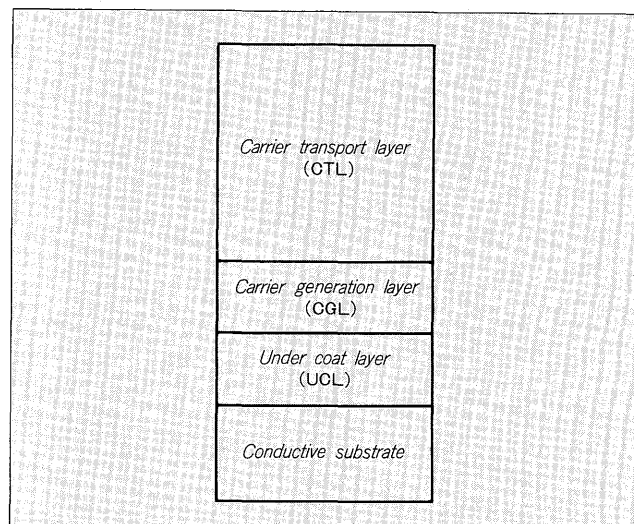 Carrier transport layer
(CTL)
Carrier generation layer
(CGL)
Under coat layer
(UCL)
Conductive substrate